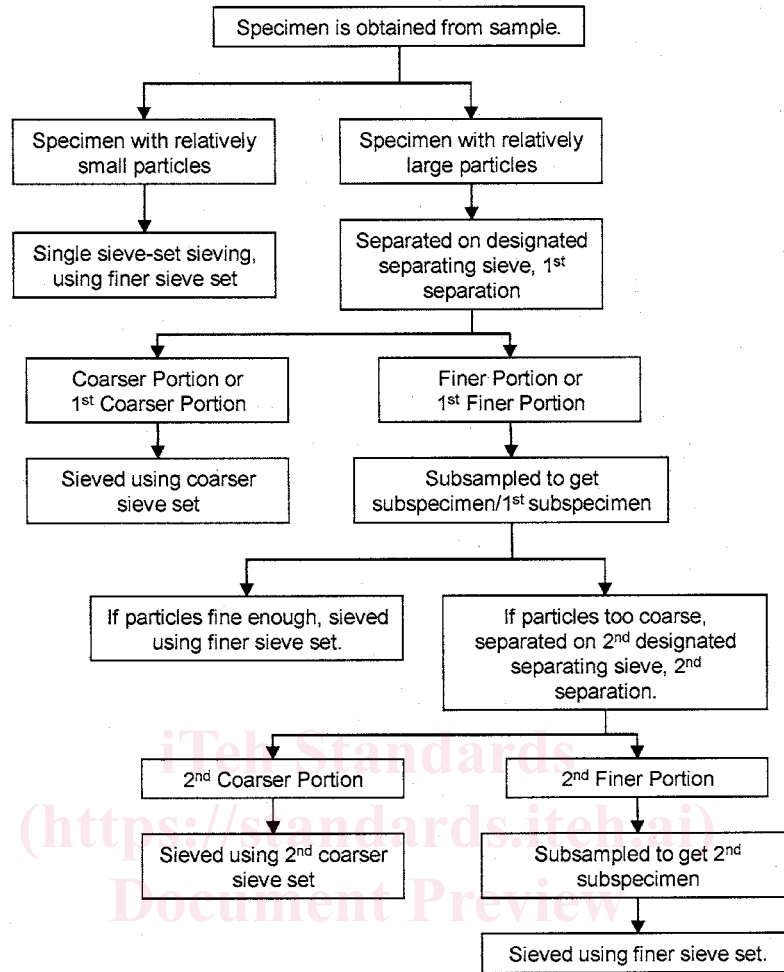 Specimen is obtained from sample.
Specimen with relatively
small particles
Specimen with relatively
large particles
Single sieve-set sieving,
using finer sieve set
Separated on designated
separating sieve, 1st
separation
Coarser Portion or
1st Coarser Portion
Finer Portion or
1st Finer Portion
Sieved using coarser
sieve set
Subsampled to get
subspecimen/1st subspecimen
If particles fine enough, sieved
using finer sieve set.
If particles too coarse,
separated on 2nd designated
separating sieve, 2nd
separation.
iTeh Standards
2nd Coarser Portion
2nd Finer Portion
(https://standards.iteh.ai)
Sieved using 2nd coarser
sieve set
Subsampled to get 2nd
subspecimen
Document Preview
Sieved using finer sieve set.